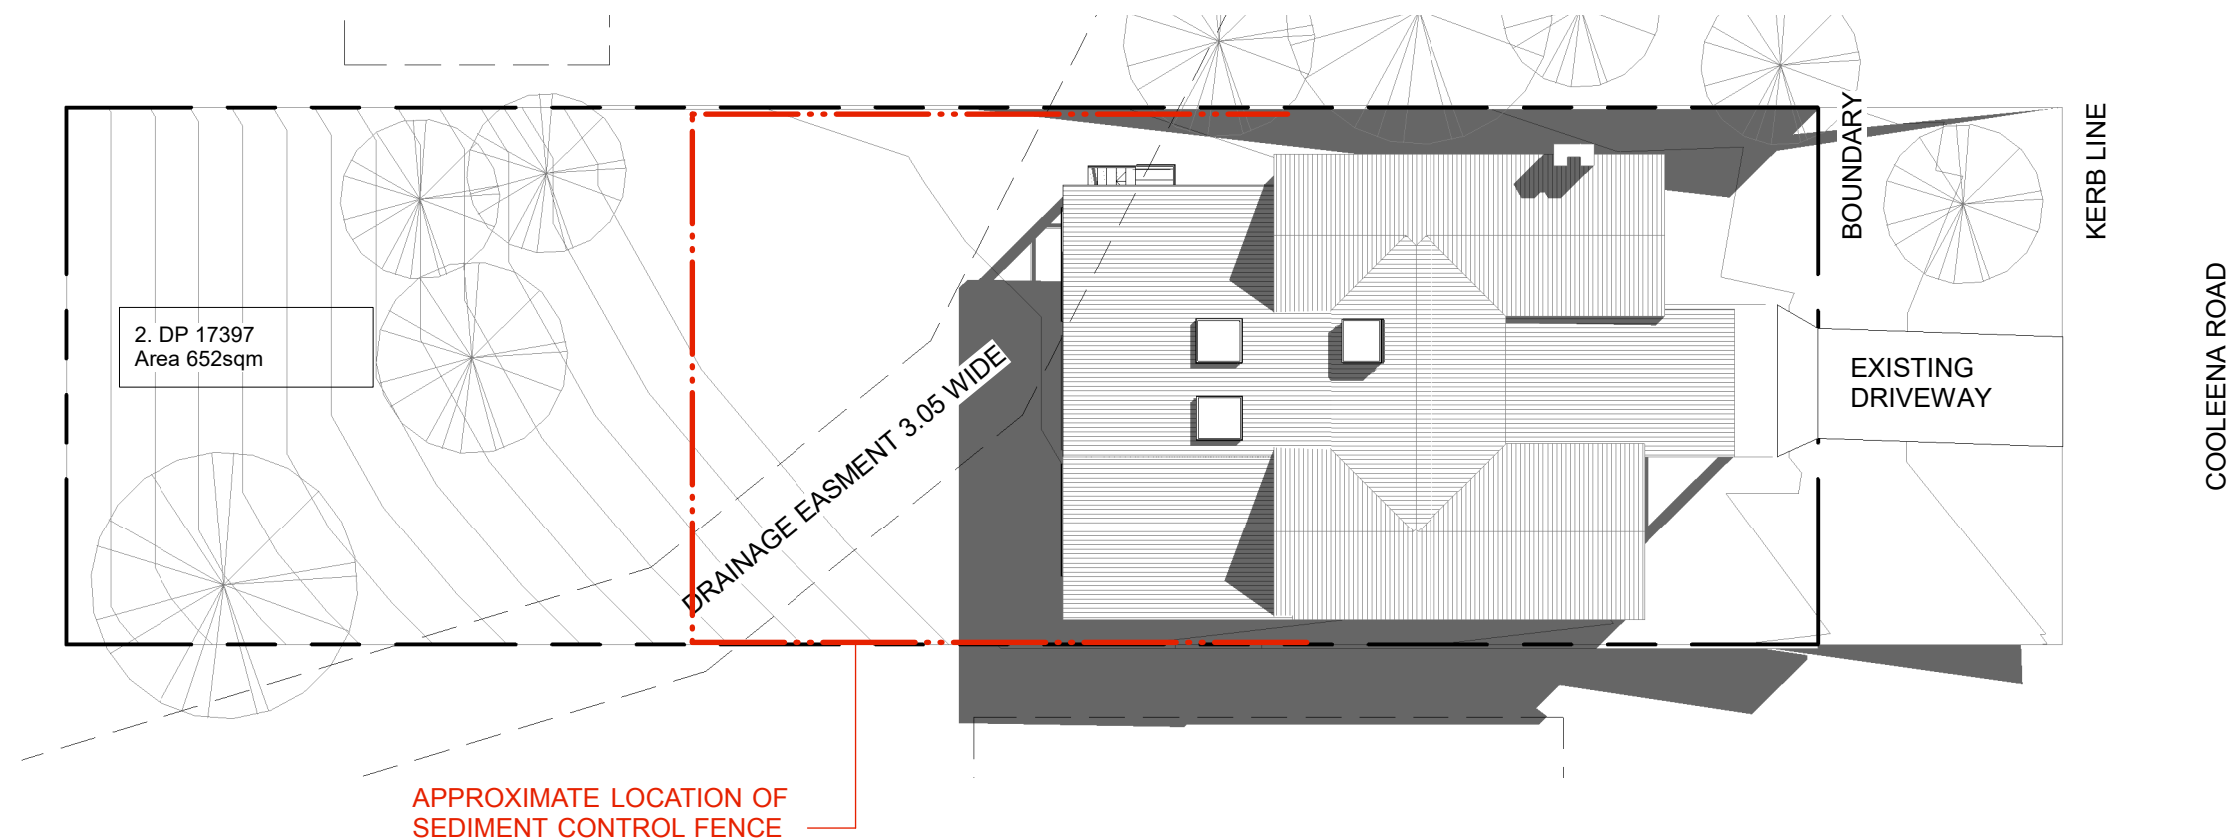 BOUNDARY
KERB LINE
COOLEENA ROAD
2. DP 17397
Area 652sqm
EXISTING
DRIVEWAY
DRAINAGE EASMENT 3.05 WIDE
APPROXIMATE LOCATION OF
SEDIMENT CONTROL FENCE